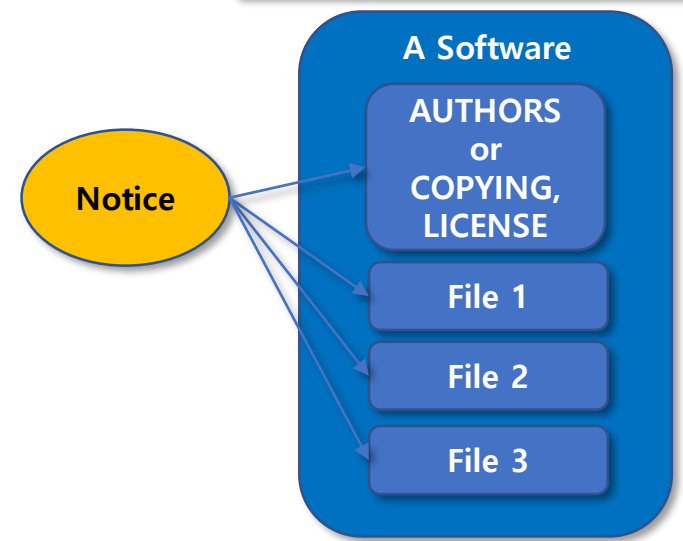 A Software
AUTHORS
or
COPYING,
LICENSE
Notice
File 1
File 2
File 3